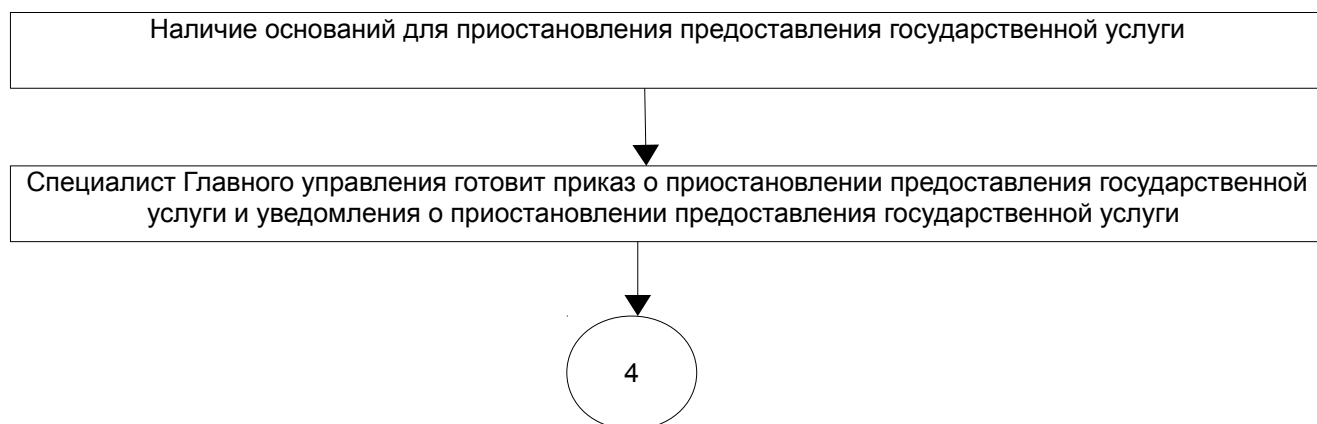 Наличие оснований для приостановления предоставления государственной услуги
Специалист Главного управления готовит приказ о приостановлении предоставления государственной
услуги и уведомления о приостановлении предоставления государственной услуги
4